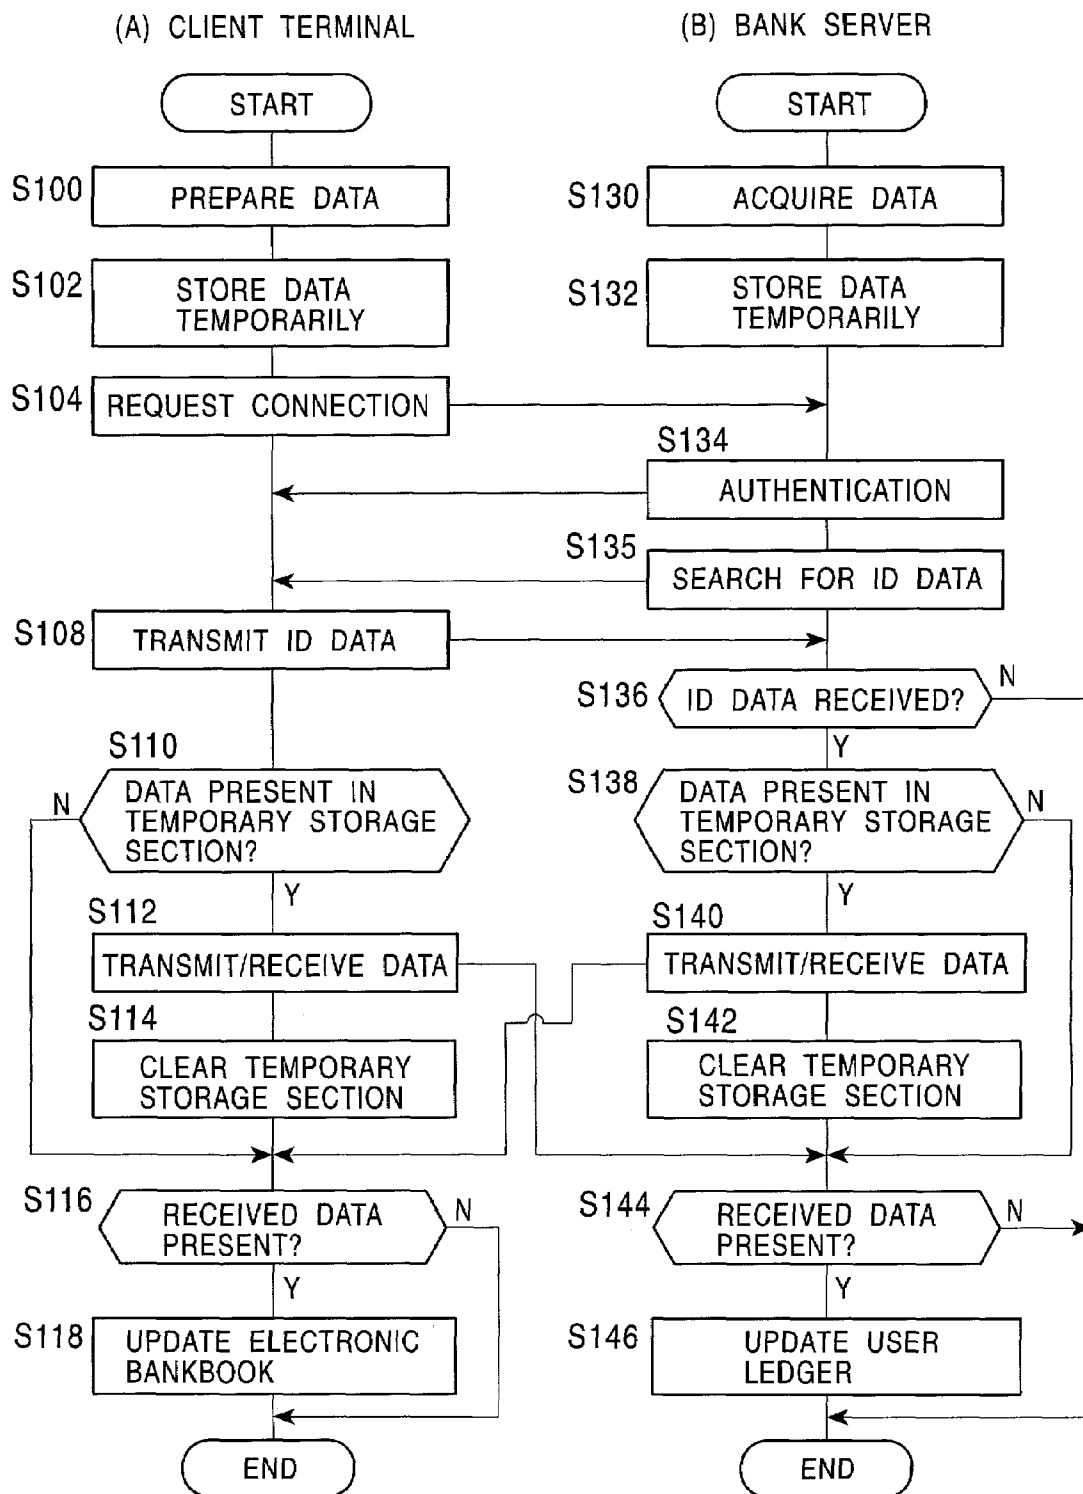 (A) CLIENT TERMINAL
START
S100
PREPARE DATA
S102
STORE DATA
TEMPORARILY
S104
REQUEST CONNECTION
S108
TRANSMIT ID DATA
S110
N
DATA PRESENT IN
TEMPORARY STORAGE
SECTION?
Y
S112
TRANSMIT/RECEIVE DATA
S114
CLEAR TEMPORARY
STORAGE SECTION
S116
RECEIVED DATA
PRESENT?
N
Y
S118
UPDATE ELECTRONIC
BANKBOOK
END
(B) BANK SERVER
START
S130
ACQUIRE DATA
S132
STORE DATA
TEMPORARILY
S134
AUTHENTICATION
S135
SEARCH FOR ID DATA
S136
ID DATA RECEIVED?
N
Y
S138
DATA PRESENT IN
TEMPORARY STORAGE
SECTION?
N
Y
S140
TRANSMIT/RECEIVE DATA
S142
CLEAR TEMPORARY
STORAGE SECTION
S144
RECEIVED DATA
PRESENT?
N
Y
S146
UPDATE USER
LEDGER
END